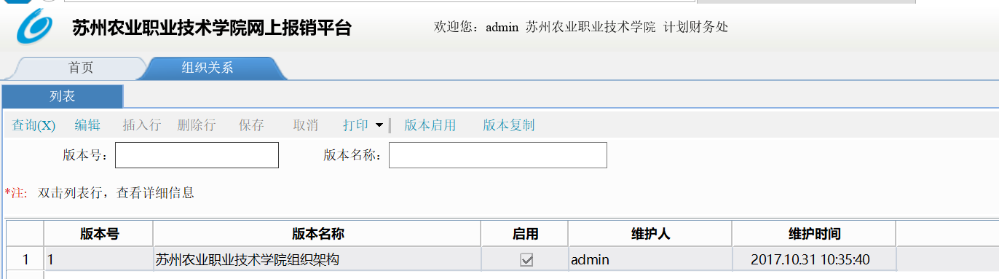 苏州农业职业技术学院网上报销平台 欢迎您：admin 苏州农业职业技术学院 计划财务处
首页 组织关系
列表
查询(X) 编辑 插入行 删除行 保存 取消 打印 版本启用 版本复制
版本号： 版本名称：
*注: 双击列表行，查看详细信息
版本号 版本名称 启用 维护人 维护时间
1 1 苏州农业职业技术学院组织架构 admin 2017.10.31 10:35:40